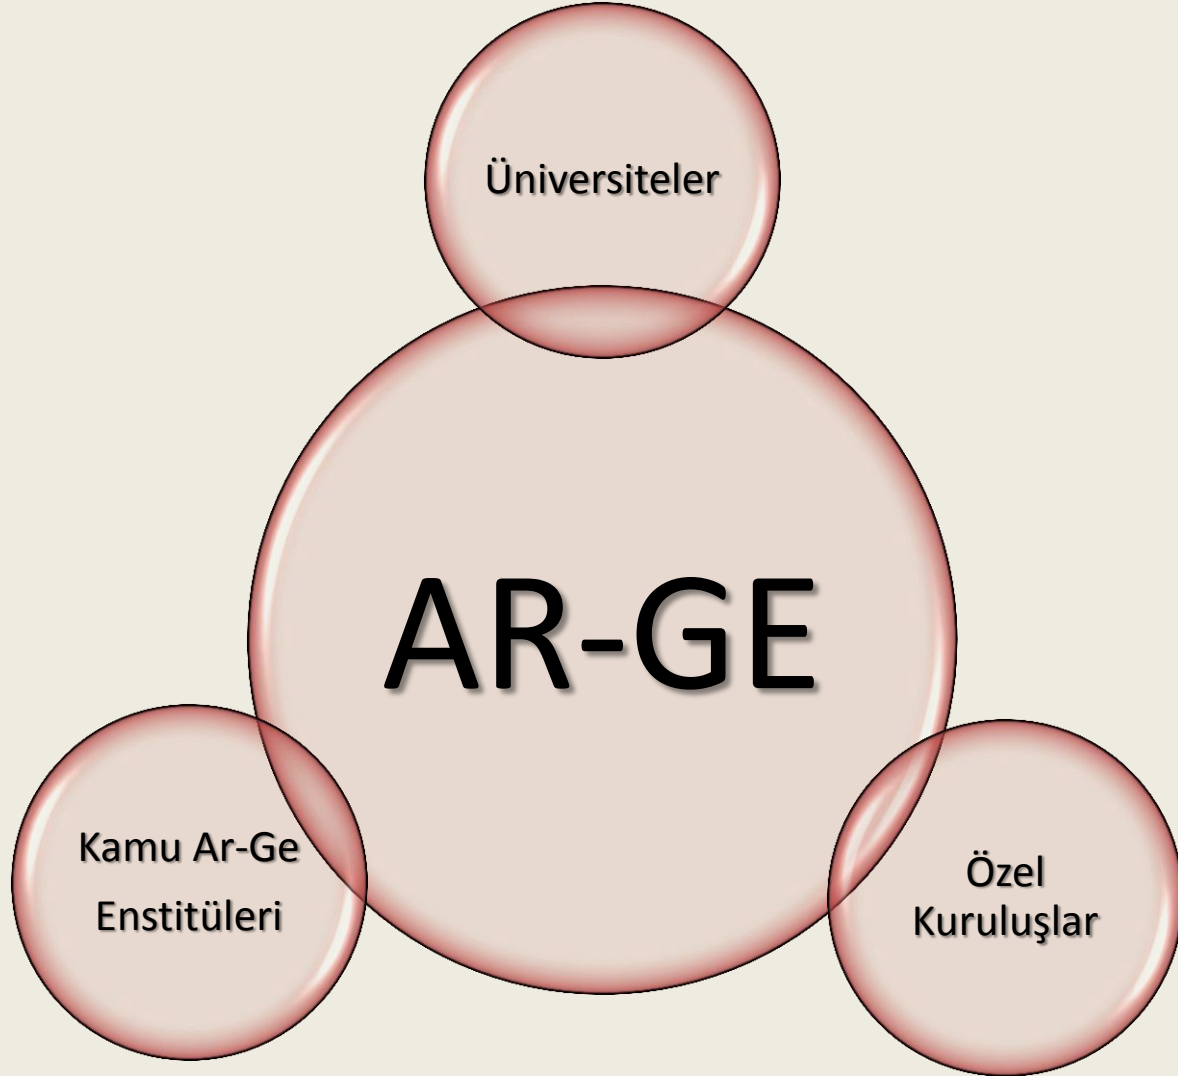 Üniversiteler
AR-GE
Kamu Ar-Ge
Enstitüleri
Özel
Kuruluşlar